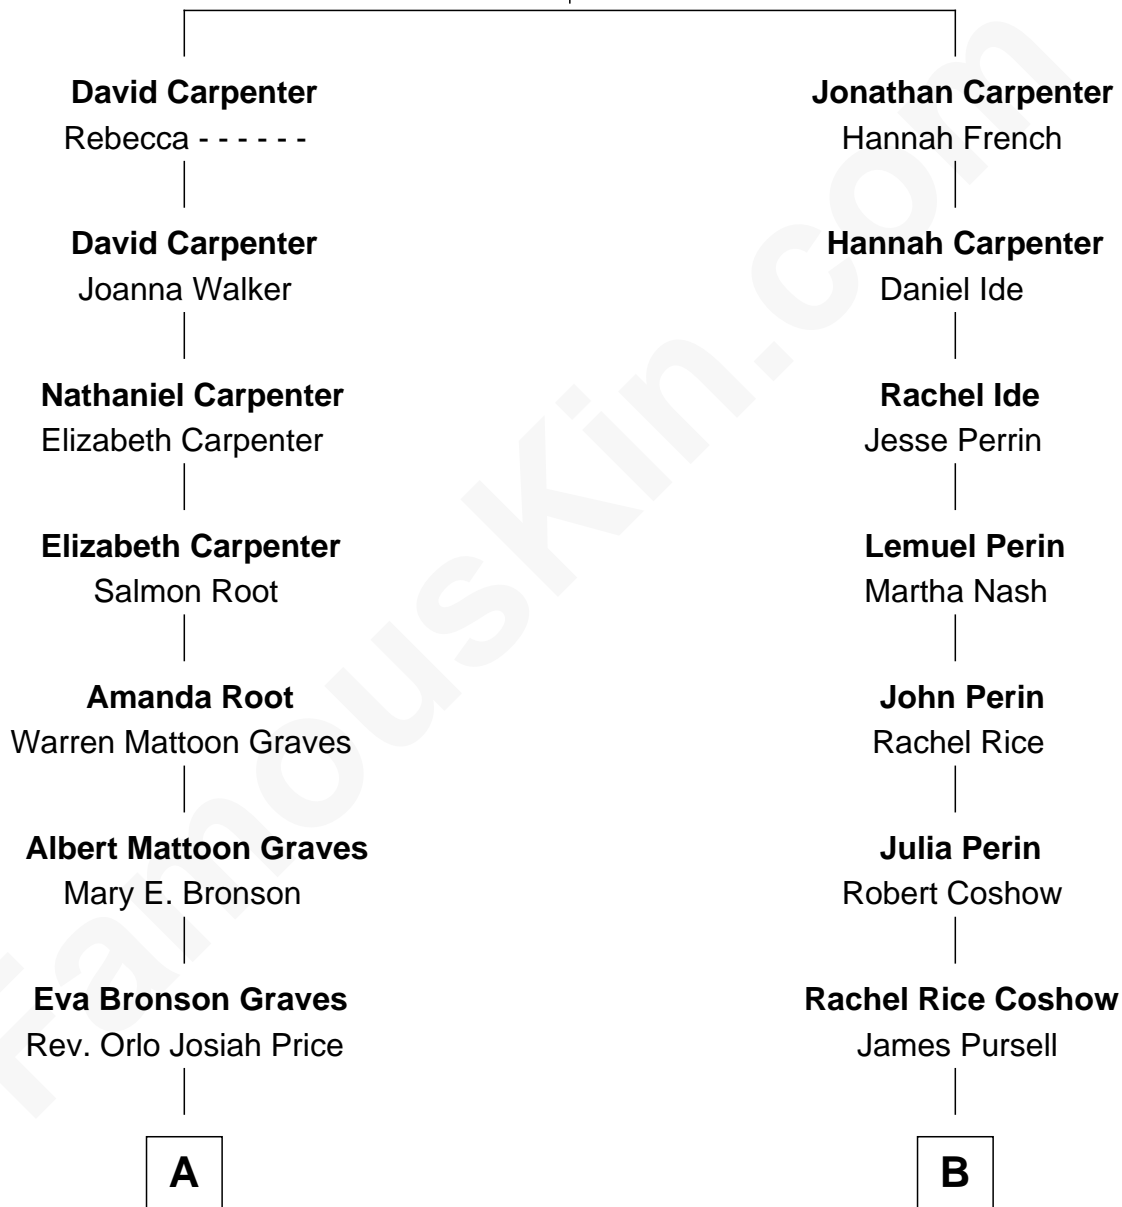 David Carpenter
Rebecca - - - - - -
David Carpenter
Joanna Walker
Nathaniel Carpenter
Elizabeth Carpenter
Elizabeth Carpenter
Salmon Root
Amanda Root
Warren Mattoon Graves
Albert Mattoon Graves
Mary E. Bronson
Eva Bronson Graves
Rev. Orlo Josiah Price
A
Jonathan Carpenter
Hannah French
Hannah Carpenter
Daniel Ide
Rachel Ide
Jesse Perrin
Lemuel Perin
Martha Nash
John Perin
Rachel Rice
Julia Perin
Robert Coshow
Rachel Rice Coshow
James Pursell
B
FamousKin.com